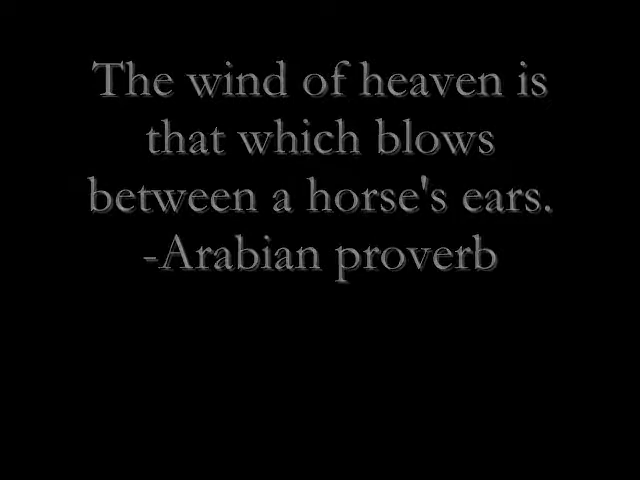 The wind of heaven is
that which blows
between a horse's ears.
-Arabian proverb